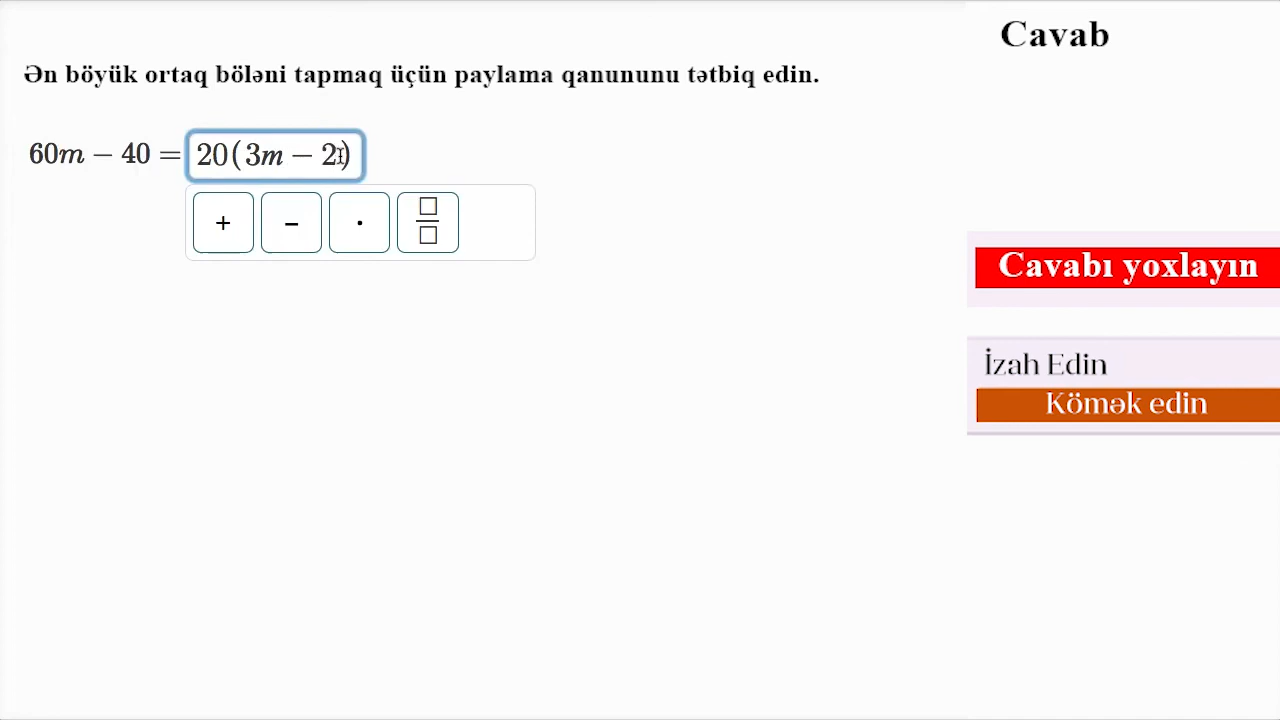 Cavab
Ən böyük ortaq böləni tapmaq üçün paylama qanununu tətbiq edin.
60m − 40 = 20(3m − 2)
+ − · □/□
Cavabı yoxlayın
İzah Edin
Kömək edin